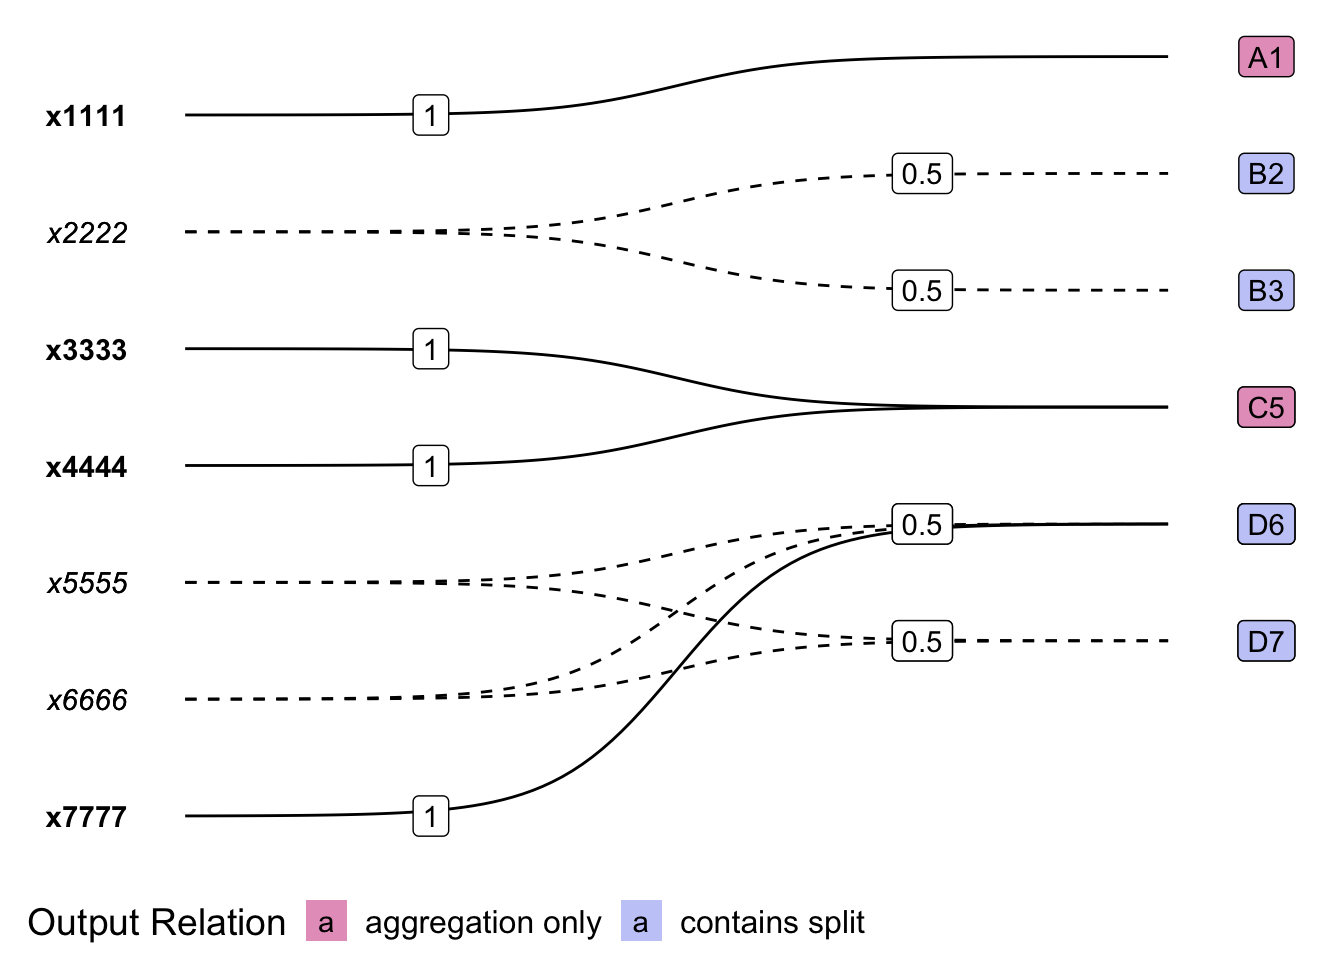 A1
x1111
1
0.5
B2
x2222
0.5
B3
x3333
1
C5
x4444
1
0.5
D6
x5555
0.5
D7
x6666
x7777
1
Output Relation a aggregation only a contains split